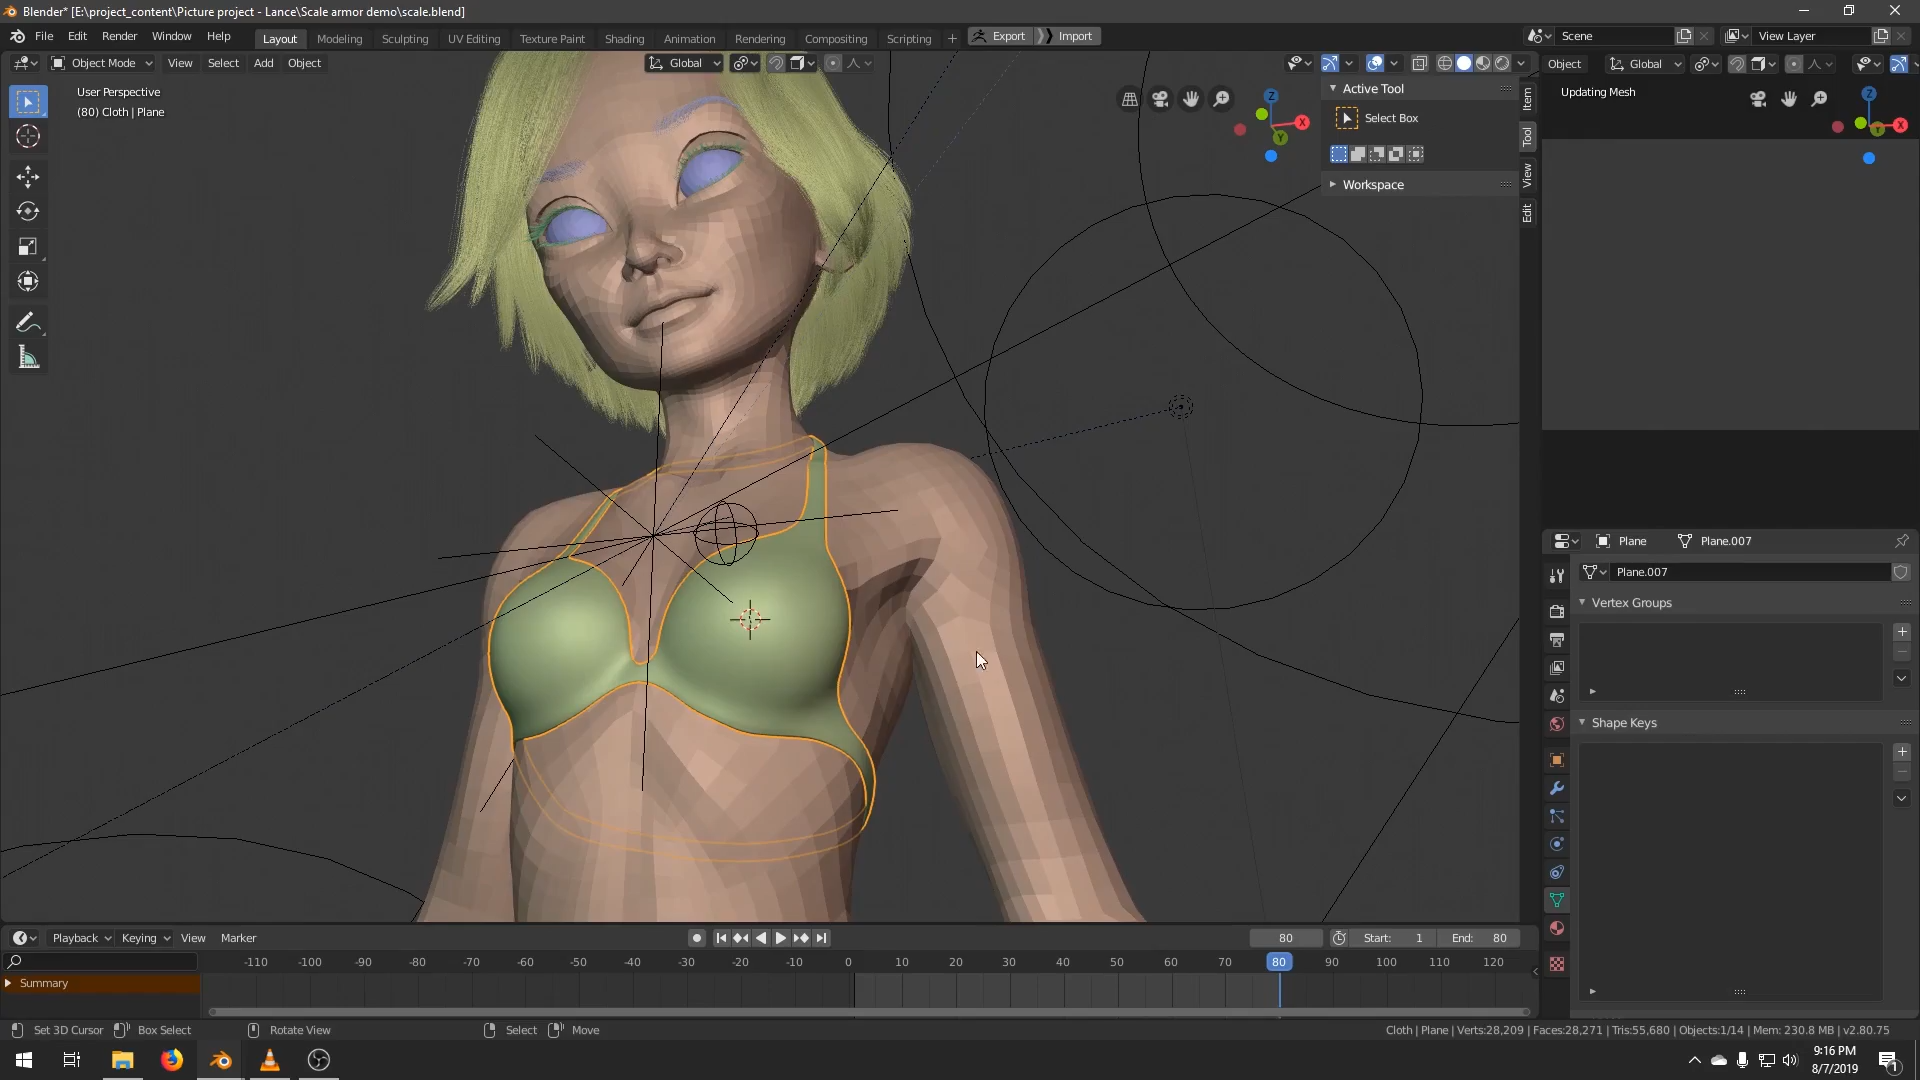 Blender* [E:\project_content\Picture project - Lance\Scale armor demo\scale.blend]
File Edit Render Window Help Layout Modeling Sculpting UV Editing Texture Paint Shading Animation Rendering Compositing Scripting + Export Import Scene View Layer
Object Mode View Select Add Object Global Object Global
User Perspective
(80) Cloth | Plane
Z
X
Y
Active Tool
Select Box
Workspace
Item
Tool
View
Edit
Updating Mesh
Z
X
Y
Plane Plane.007
Plane.007
Vertex Groups
Shape Keys
Playback Keying View Marker 80 Start: 1 End: 80
-110 -100 -90 -80 -70 -60 -50 -40 -30 -20 -10 0 10 20 30 40 50 60 70 80 90 100 110 120
Summary
Set 3D Cursor Box Select Rotate View Select Move Cloth | Plane | Verts:28,209 | Faces:28,271 | Tris:55,680 | Objects:1/14 | Mem: 230.8 MB | v2.80.75
9:16 PM
8/7/2019
1